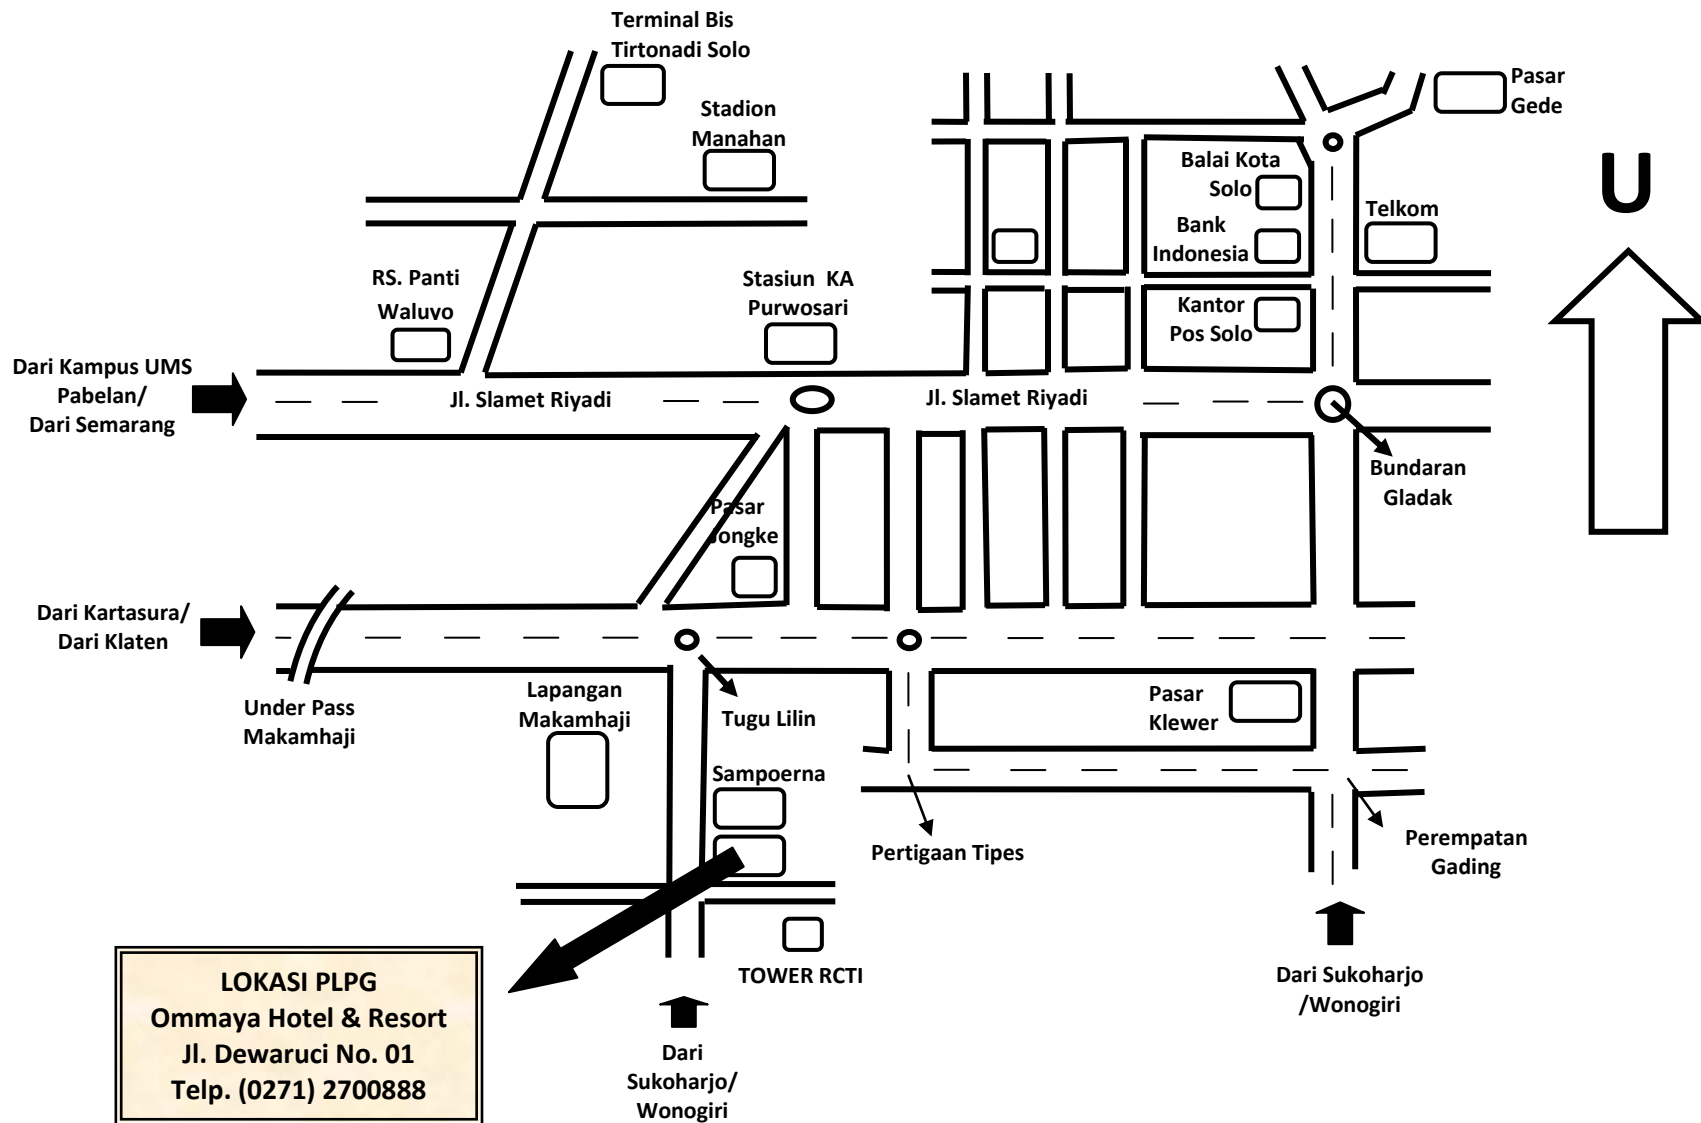 Terminal Bis
Tirtonadi Solo
Stadion
Manahan
Pasar
Gede
Balai Kota
Solo
U
Telkom
Bank
Indonesia
RS. Panti
Waluyo
Stasiun KA
Purwosari
Kantor
Pos Solo
Dari Kampus UMS
Pabelan/
Dari Semarang
Jl. Slamet Riyadi
Jl. Slamet Riyadi
Bundaran
Gladak
Pasar
Jongke
Dari Kartasura/
Dari Klaten
Under Pass
Makamhaji
Lapangan
Makamhaji
Tugu Lilin
Pasar
Klewer
Sampoerna
Pertigaan Tipes
Perempatan
Gading
TOWER RCTI
Dari Sukoharjo
/Wonogiri
LOKASI PLPG
Ommaya Hotel & Resort
Jl. Dewaruci No. 01
Telp. (0271) 2700888
Dari
Sukoharjo/
Wonogiri